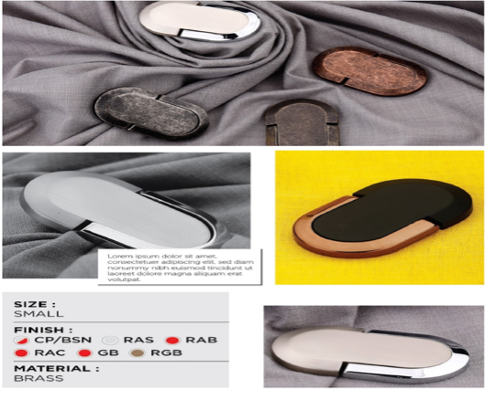 Lorem ipsum dolor sit amet,
consectetuer adipiscing elit, sed diam
nonummy nibh euismod tincidunt ut
laoreet dolore magna aliquam erat
volutpat.
SIZE :
SMALL
FINISH :
CP/BSN RAS RAB
RAC GB RGB
MATERIAL :
BRASS